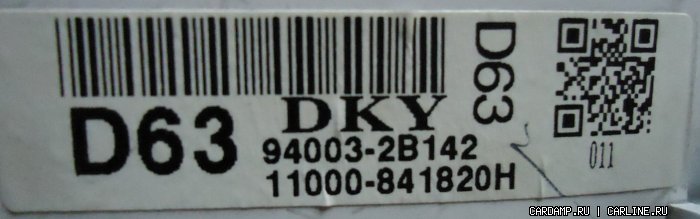 D63
DKY
94003-2B142
11000-841820H
D63
011
CARDAMP.RU | CARLINE.RU